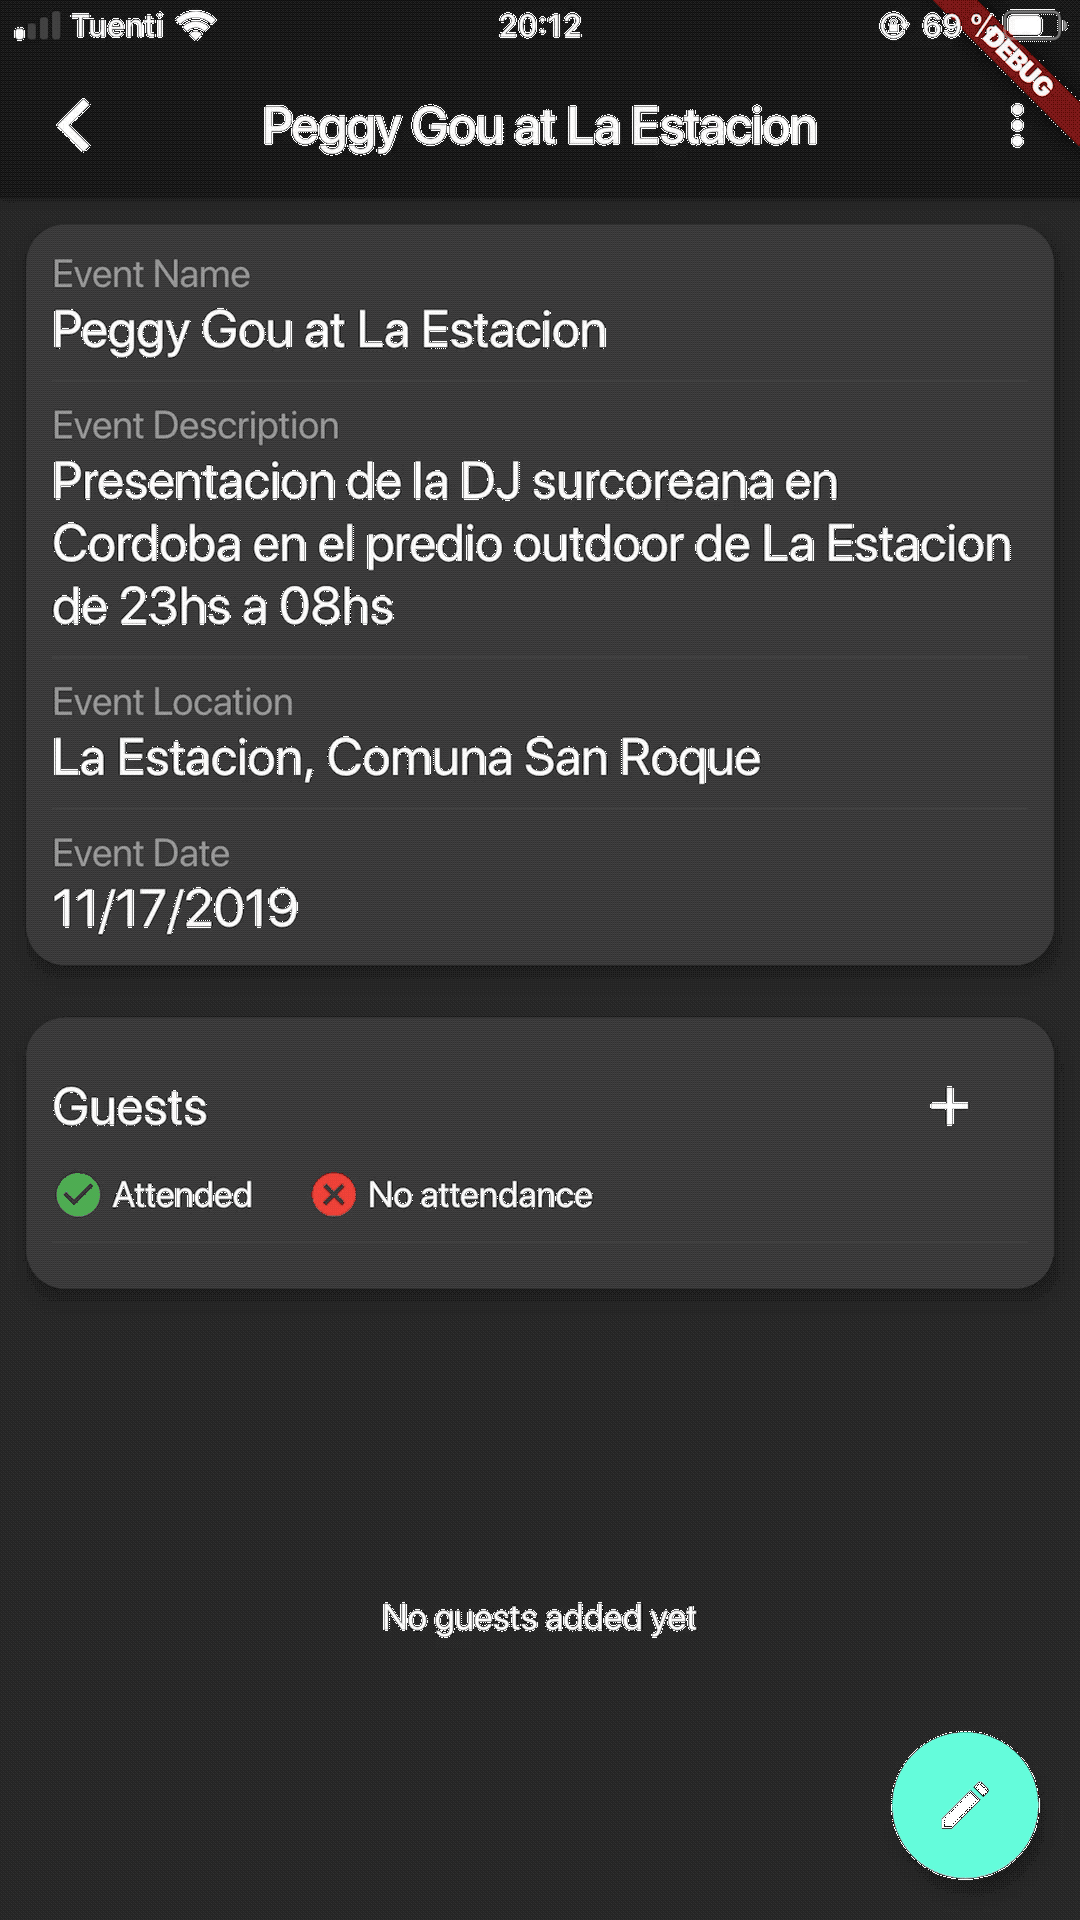 Tuenti 20:12 69 %
DEBUG
Peggy Gou at La Estacion
Event Name
Peggy Gou at La Estacion
Event Description
Presentacion de la DJ surcoreana en
Cordoba en el predio outdoor de La Estacion
de 23hs a 08hs
Event Location
La Estacion, Comuna San Roque
Event Date
11/17/2019
Guests
Attended No attendance
No guests added yet